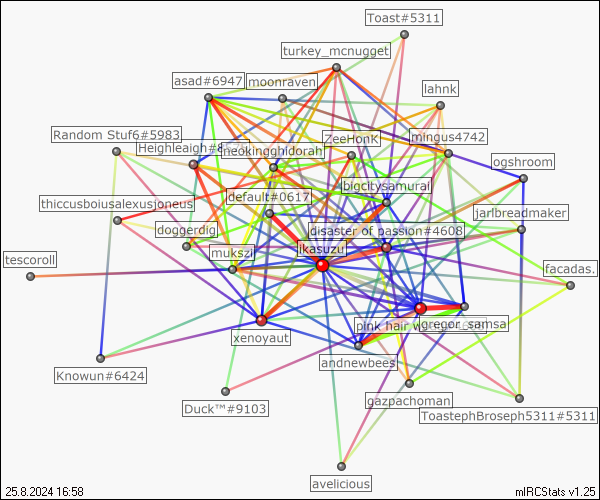 Toast#5311
turkey_mcnugget
asad#6947
moonraven
lahnk
Random Stuf6#5983
Heighleaigh#8
neokingghidorah
ZeeHonK
mingus4742
ogshroom
default#0617
bigcitysamurai
thiccusboiusalexusjoneus
jarlbreadmaker
doggerdig
disaster of passion#4608
mukszi
ikasuzu
tescoroll
facadas.
xenoyaut
pink hair w
gregor_samsa
andnewbees
Knowun#6424
Duck™#9103
gazpachoman
ToastephBroseph5311#5311
avelicious
25.8.2024 16:58
mIRCStats v1.25